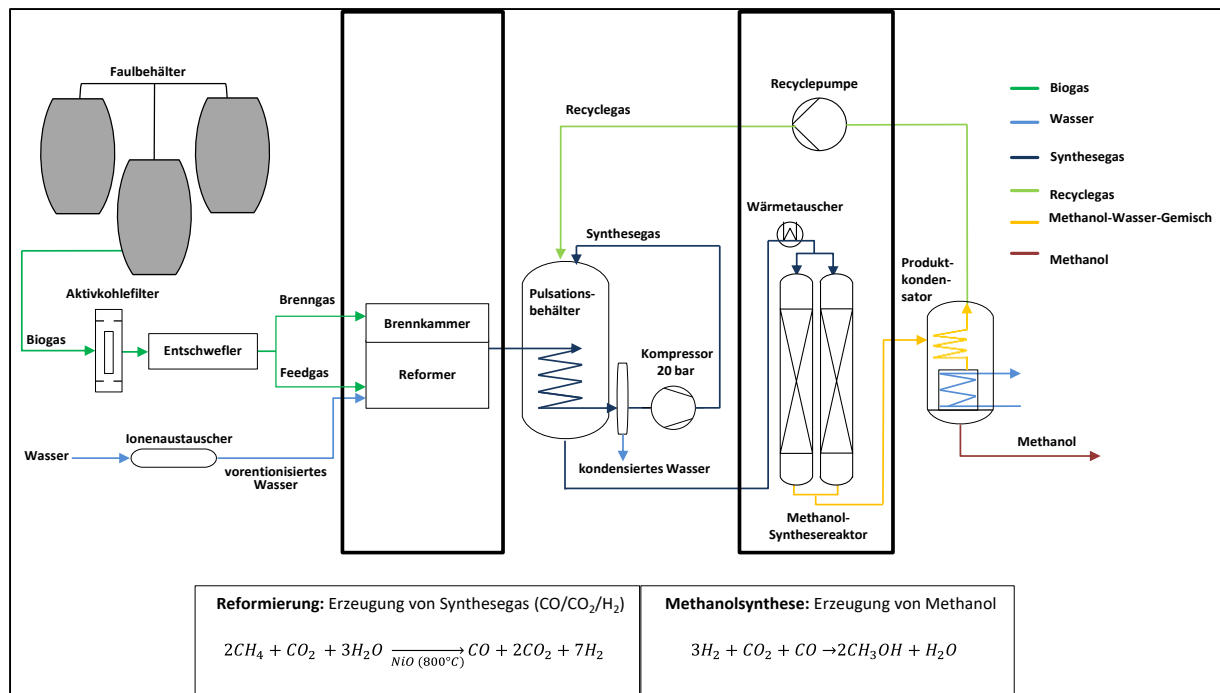 Faulbehälter
Recyclepumpe
Recyclegas
Biogas
Wasser
Synthesegas
Recyclegas
Methanol-Wasser-Gemisch
Methanol
Wärmetauscher
Synthesegas
Produkt-
konden-
sator
Aktivkohlefilter
Biogas
Entschwefler
Brenngas
Feedgas
Brennkammer
Reformer
Pulsations-
behälter
Kompressor
20 bar
Ionenaustauscher
Wasser
vorentionisiertes
Wasser
kondensiertes Wasser
Methanol
Methanol-
Synthesereaktor
Reformierung: Erzeugung von Synthesegas (CO/CO₂/H₂)
2CH₄ + CO₂ + 3H₂O → CO + 2CO₂ + 7H₂
NiO (800°C)
Methanolsynthese: Erzeugung von Methanol
3H₂ + CO₂ + CO →2CH₃OH + H₂O